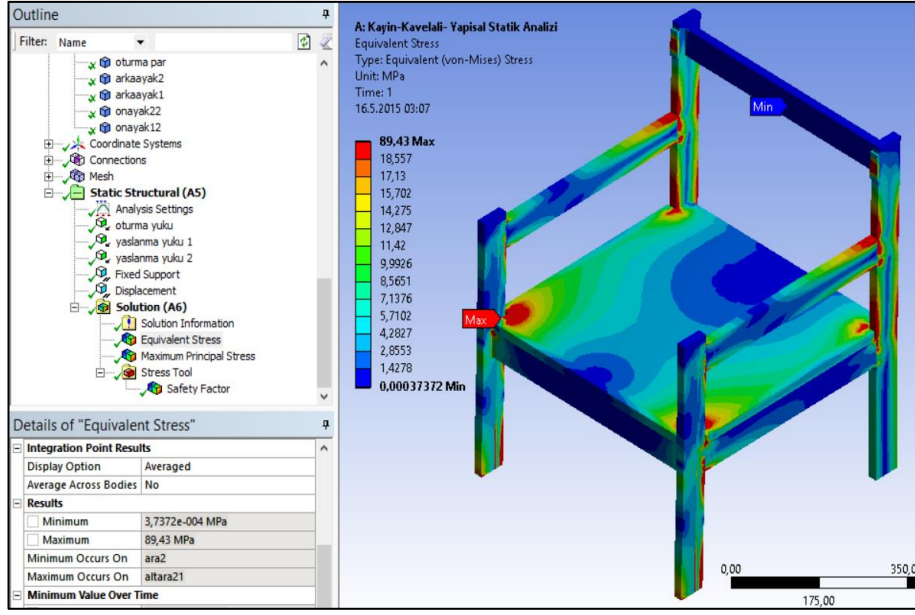 Outline
Filter: Name
oturma par
arkaayak2
arkaayak1
onayak22
onayak12
Coordinate Systems
Connections
Mesh
Static Structural (A5)
Analysis Settings
oturma yuku
yaslanma yuku 1
yaslanma yuku 2
Fixed Support
Displacement
Solution (A6)
Solution Information
Equivalent Stress
Maximum Principal Stress
Stress Tool
Safety Factor
Details of "Equivalent Stress"
Integration Point Results
Display Option Averaged
Average Across Bodies No
Results
Minimum 3,7372e-004 MPa
Maximum 89,43 MPa
Minimum Occurs On ara2
Maximum Occurs On altara21
Minimum Value Over Time
A: Kayin-Kavelali- Yapisal Statik Analizi
Equivalent Stress
Type: Equivalent (von-Mises) Stress
Unit: MPa
Time: 1
16.5.2015 03:07
89,43 Max
18,557
17,13
15,702
14,275
12,847
11,42
9,9926
8,5651
7,1376
5,7102
4,2827
2,8553
1,4278
0,00037372 Min
Min
Max
0,00
350,0
175,00